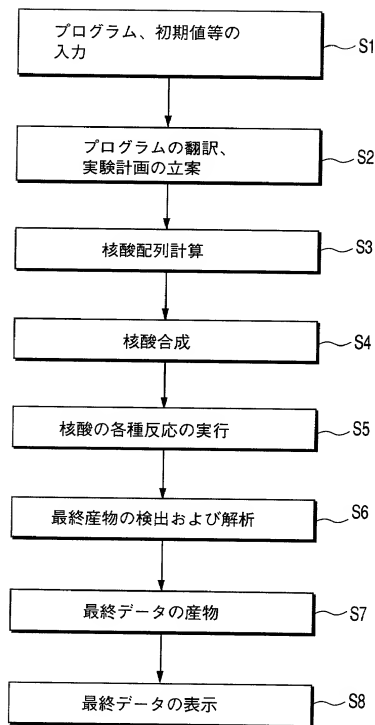 プログラム、初期値等の
入力
S1
プログラムの翻訳、
実験計画の立案
S2
核酸配列計算
S3
核酸合成
S4
核酸の各種反応の実行
S5
最終産物の検出および解析
S6
最終データの産物
S7
最終データの表示
S8